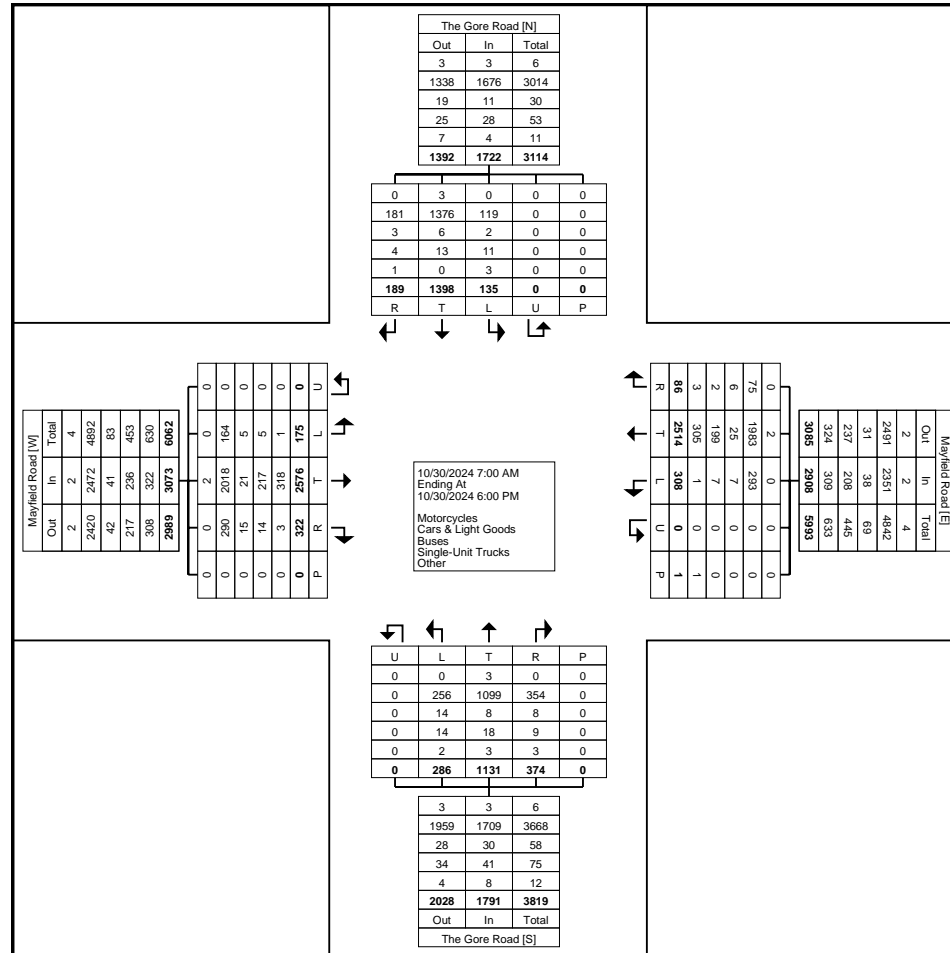 The Gore Road [N]
Out In Total
3 3 6
1338 1676 3014
19 11 30
25 28 53
7 4 11
1392 1722 3114
0 3 0 0 0
181 1376 119 0 0
3 6 2 0 0
4 13 11 0 0
1 0 3 0 0
189 1398 135 0 0
R T L U P
U L T R P
0 175 2576 322 0
0 1 318 3 0
0 5 217 14 0
0 5 21 15 0
0 164 2018 290 0
0 0 2 0 0
6062 3073 2989
630 322 308
453 236 217
83 41 42
4892 2472 2420
4 2 2
Total In Out
Mayfield Road [W]
10/30/2024 7:00 AM
Ending At
10/30/2024 6:00 PM
Motorcycles
Cars & Light Goods
Buses
Single-Unit Trucks
Other
Mayfield Road [E]
Out In Total
2 2 4
2491 2351 4842
31 38 69
237 208 445
324 309 633
3085 2908 5993
0 2 0 0 0
75 1983 293 0 0
6 25 7 0 0
2 199 7 0 0
3 305 1 0 1
86 2514 308 0 1
R T L U P
U L T R P
0 0 3 0 0
0 256 1099 354 0
0 14 8 8 0
0 14 18 9 0
0 2 3 3 0
0 286 1131 374 0
3 3 6
1959 1709 3668
28 30 58
34 41 75
4 8 12
2028 1791 3819
Out In Total
The Gore Road [S]